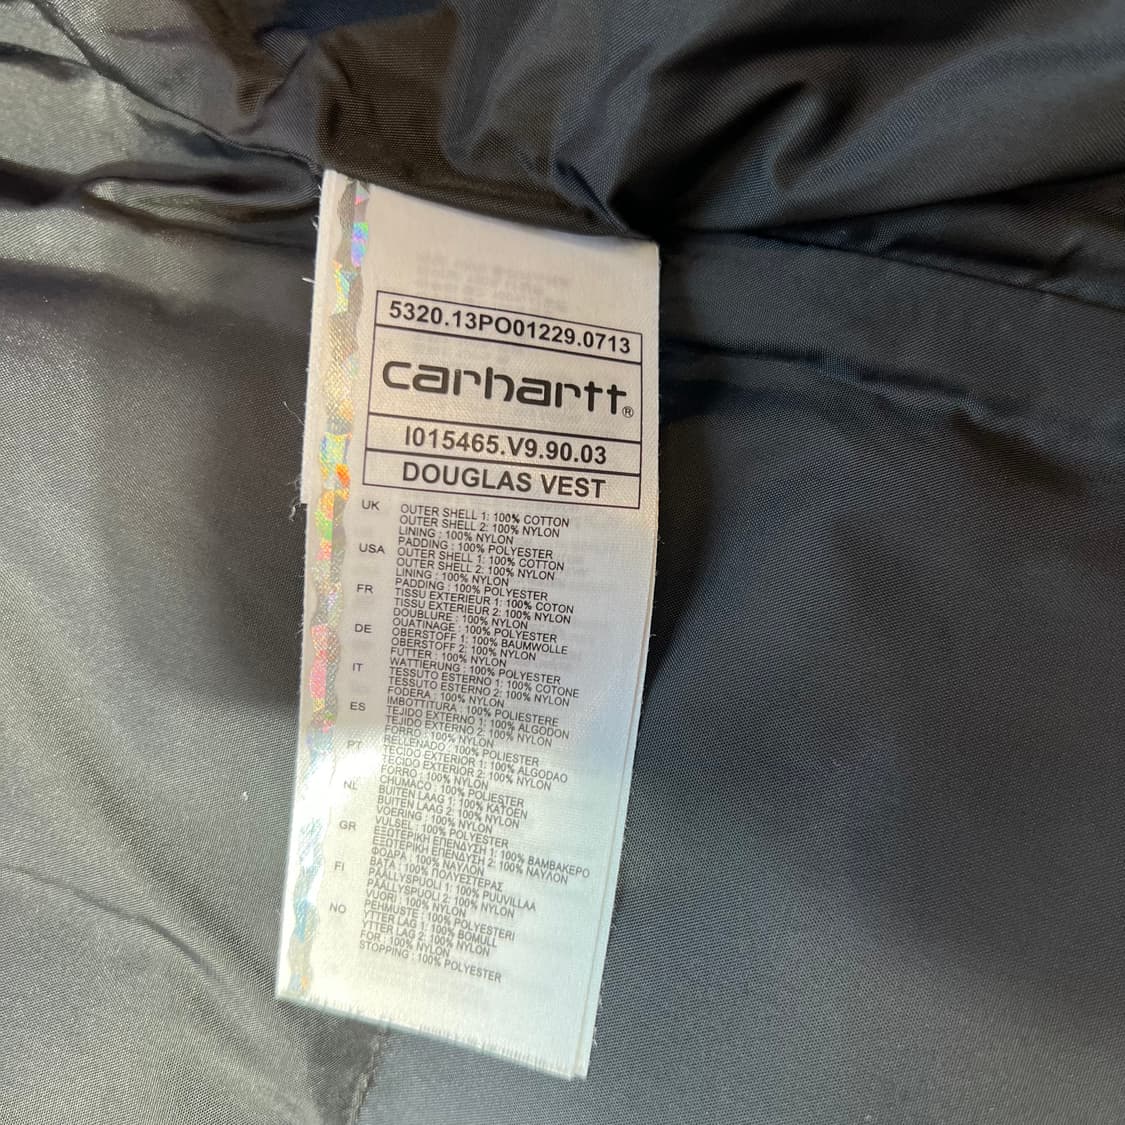 5320.13PO01229.0713
carhartt®
I015465.V9.90.03
DOUGLAS VEST
UK OUTER SHELL 1: 100% COTTON
OUTER SHELL 2: 100% NYLON
LINING : 100% NYLON
PADDING : 100% POLYESTER
USA OUTER SHELL 1: 100% COTTON
OUTER SHELL 2: 100% NYLON
LINING : 100% NYLON
PADDING : 100% POLYESTER
FR TISSU EXTERIEUR 1: 100% COTON
TISSU EXTERIEUR 2: 100% NYLON
DOUBLURE : 100% NYLON
OUATINAGE : 100% POLYESTER
DE OBERSTOFF 1: 100% BAUMWOLLE
OBERSTOFF 2: 100% NYLON
FUTTER : 100% NYLON
WATTIERUNG : 100% POLYESTER
IT TESSUTO ESTERNO 1: 100% COTONE
TESSUTO ESTERNO 2: 100% NYLON
FODERA : 100% NYLON
IMBOTTITURA : 100% POLIESTERE
ES TEJIDO EXTERNO 1: 100% ALGODON
TEJIDO EXTERNO 2: 100% NYLON
FORRO : 100% NYLON
RELLENADO : 100% POLIESTER
PT TECIDO EXTERIOR 1: 100% ALGODAO
TECIDO EXTERIOR 2: 100% NYLON
FORRO : 100% NYLON
CHUMACO : 100% POLIESTER
NL BUITEN LAAG 1: 100% KATOEN
BUITEN LAAG 2: 100% NYLON
VOERING : 100% NYLON
VULSEL : 100% POLYESTER
GR ΕΞΩΤΕΡΙΚΗ ΕΠΕΝΔΥΣΗ 1: 100% ΒΑΜΒΑΚΕΡΟ
ΕΞΩΤΕΡΙΚΗ ΕΠΕΝΔΥΣΗ 2: 100% ΝΑΥΛΟΝ
ΦΟΔΡΑ : 100% ΝΑΥΛΟΝ
ΒΑΤΑ : 100% ΠΟΛΥΕΣΤΕΡΑΣ
FI PÄÄLLYSPUOLI 1: 100% PUUVILLAA
PÄÄLLYSPUOLI 2: 100% NYLON
VUORI : 100% NYLON
PEHMUSTE : 100% POLYESTERI
NO YTTER LAG 1: 100% BOMULL
YTTER LAG 2: 100% NYLON
FOR : 100% NYLON
STOPPING : 100% POLYESTER